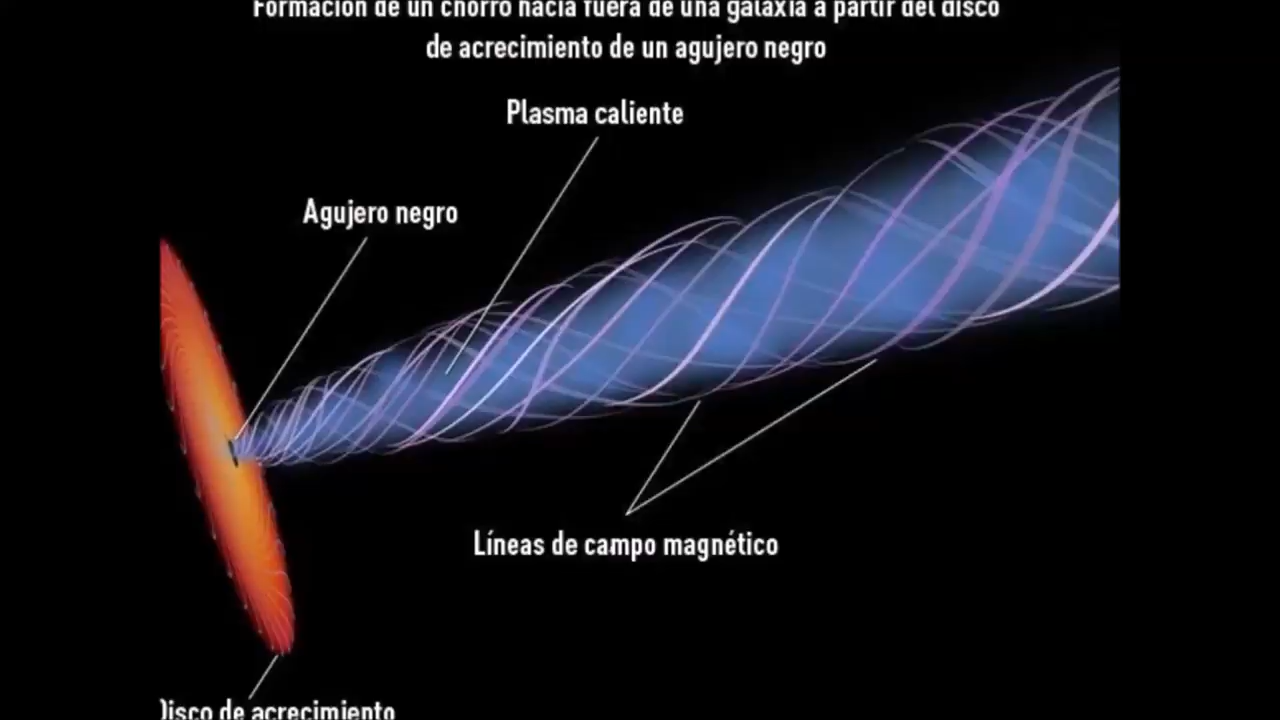 Formación de un chorro hacia fuera de una galaxia a partir del disco
de acrecimiento de un agujero negro
Plasma caliente
Agujero negro
Líneas de campo magnético
Disco de acrecimiento